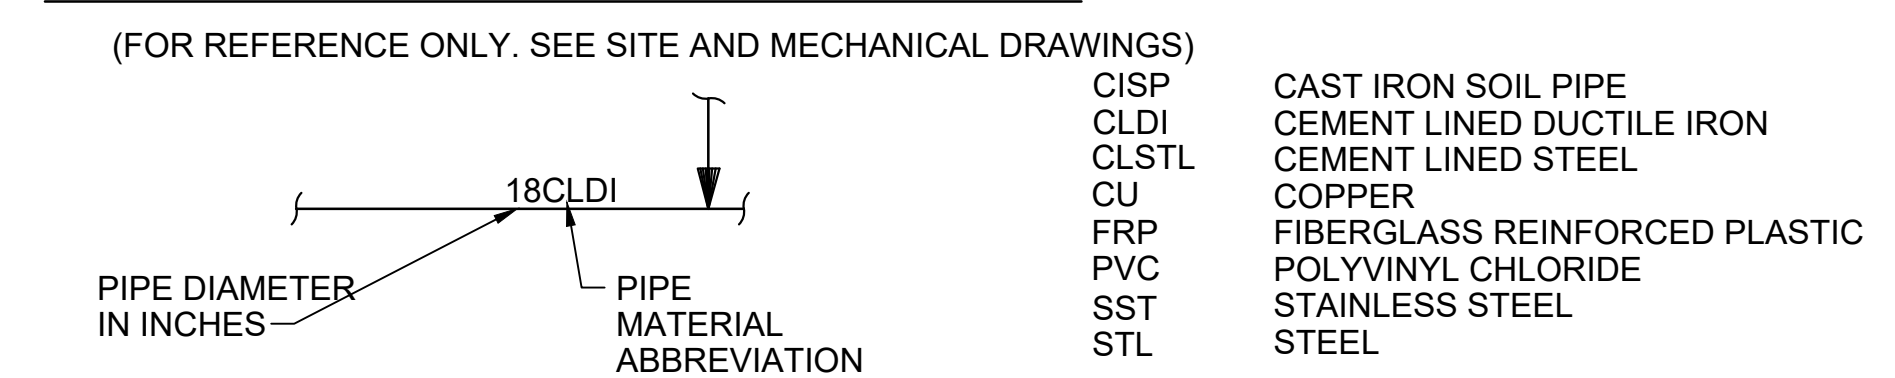 (FOR REFERENCE ONLY. SEE SITE AND MECHANICAL DRAWINGS)
18CLDI
PIPE DIAMETER
IN INCHES
PIPE
MATERIAL
ABBREVIATION
CISP CAST IRON SOIL PIPE
CLDI CEMENT LINED DUCTILE IRON
CLSTL CEMENT LINED STEEL
CU COPPER
FRP FIBERGLASS REINFORCED PLASTIC
PVC POLYVINYL CHLORIDE
SST STAINLESS STEEL
STL STEEL